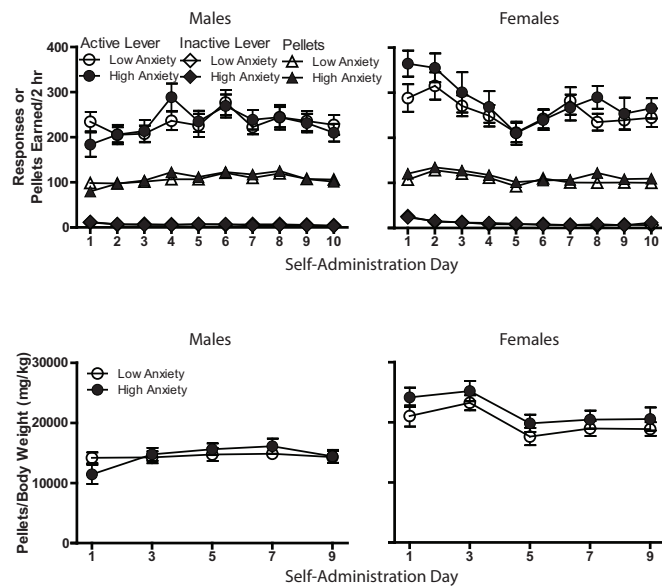 Males
Females
Active Lever Inactive Lever Pellets
Low Anxiety Low Anxiety Low Anxiety
High Anxiety High Anxiety High Anxiety
Responses or
Pellets Earned/2 hr
400
300
200
100
0
1 2 3 4 5 6 7 8 9 10
1 2 3 4 5 6 7 8 9 10
Self-Administration Day
Males
Females
Low Anxiety
High Anxiety
Pellets/Body Weight (mg/kg)
30000
20000
10000
0
1 3 5 7 9
1 3 5 7 9
Self-Administration Day